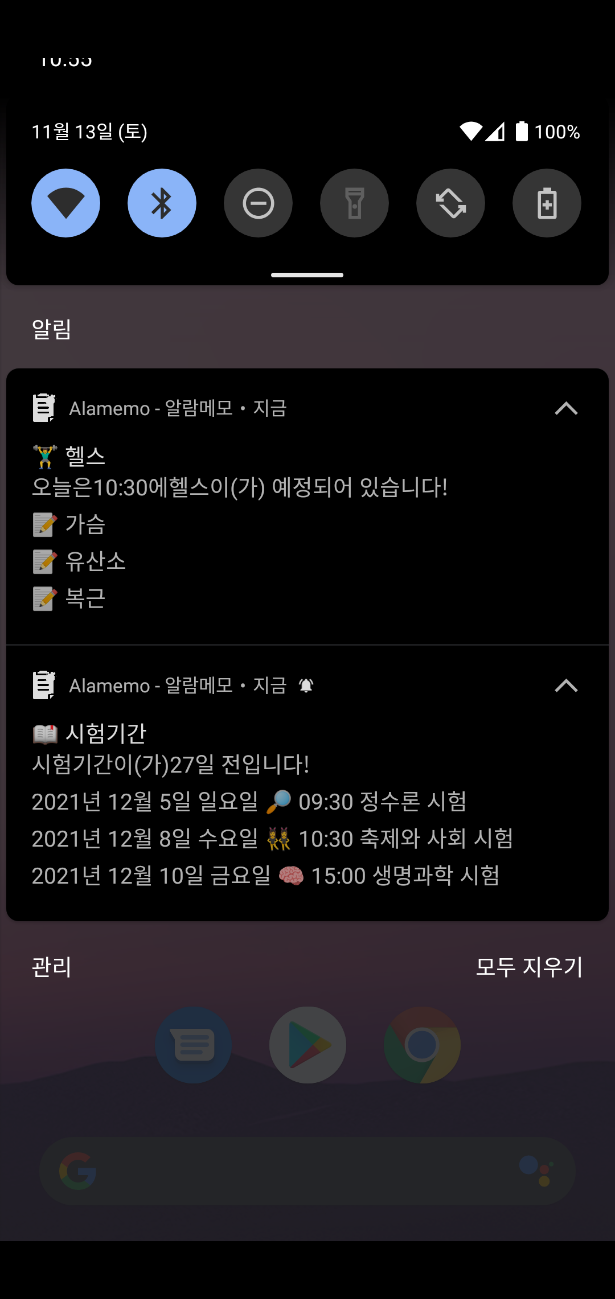 10:55
11월 13일 (토) 100%
알림
Alamemo - 알람메모 • 지금
🏋️ 헬스
오늘은10:30에헬스이(가) 예정되어 있습니다!
📝 가슴
📝 유산소
📝 복근
Alamemo - 알람메모 • 지금
📖 시험기간
시험기간이(가)27일 전입니다!
2021년 12월 5일 일요일 🔎 09:30 정수론 시험
2021년 12월 8일 수요일 👯 10:30 축제와 사회 시험
2021년 12월 10일 금요일 🧠 15:00 생명과학 시험
관리 모두 지우기